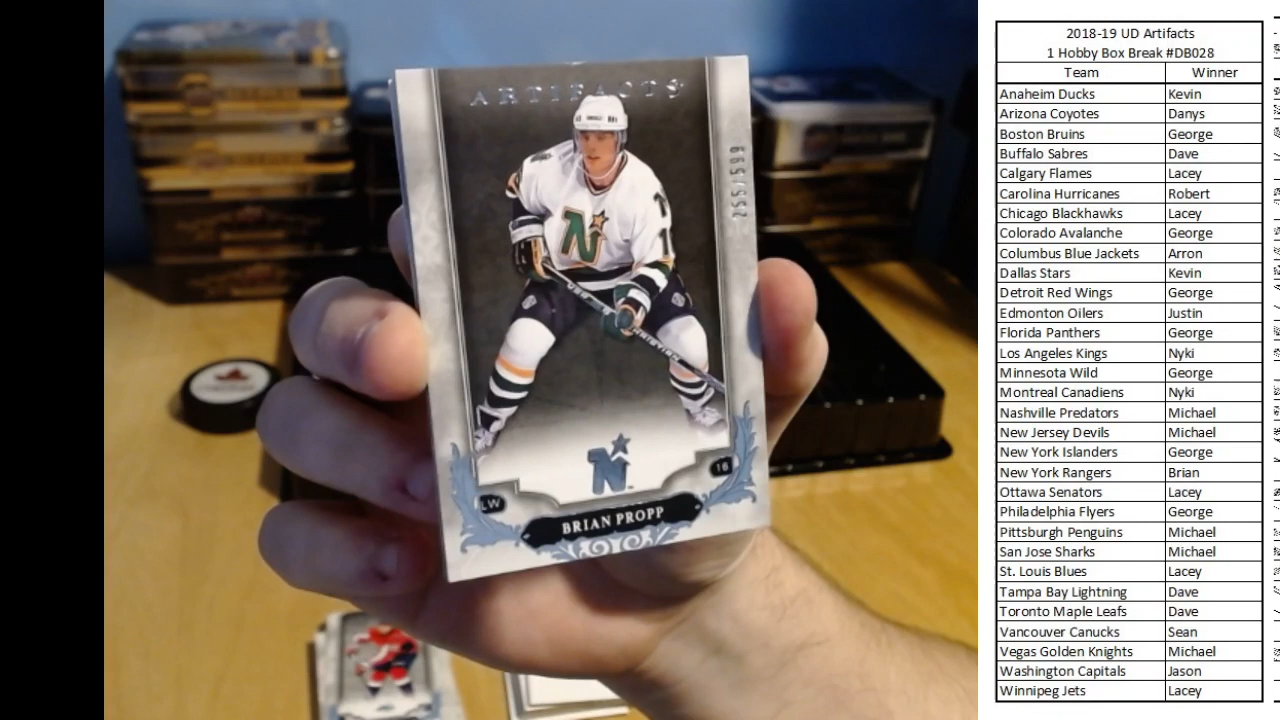 ARTIFACTS
255/599
N
N
LW
16
BRIAN PROPP
2018-19 UD Artifacts
1 Hobby Box Break #DB028
Team Winner
Anaheim Ducks Kevin
Arizona Coyotes Danys
Boston Bruins George
Buffalo Sabres Dave
Calgary Flames Lacey
Carolina Hurricanes Robert
Chicago Blackhawks Lacey
Colorado Avalanche George
Columbus Blue Jackets Arron
Dallas Stars Kevin
Detroit Red Wings George
Edmonton Oilers Justin
Florida Panthers George
Los Angeles Kings Nyki
Minnesota Wild George
Montreal Canadiens Nyki
Nashville Predators Michael
New Jersey Devils Michael
New York Islanders George
New York Rangers Brian
Ottawa Senators Lacey
Philadelphia Flyers George
Pittsburgh Penguins Michael
San Jose Sharks Michael
St. Louis Blues Lacey
Tampa Bay Lightning Dave
Toronto Maple Leafs Dave
Vancouver Canucks Sean
Vegas Golden Knights Michael
Washington Capitals Jason
Winnipeg Jets Lacey